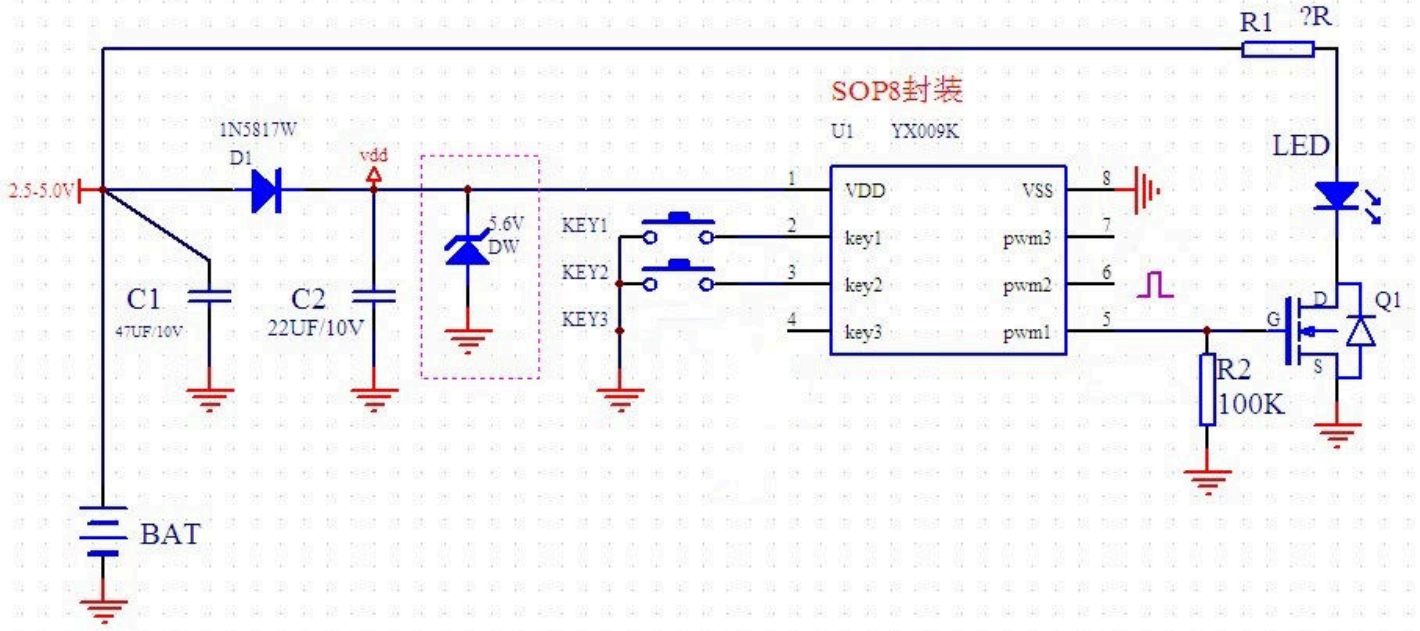 R1 ?R
SOP8封装
U1 YX009K
1N5817W
D1
vdd
LED
2.5-5.0V
1 VDD VSS 8
KEY1 2 key1 pwm3 7
5.6V
DW
KEY2 3 key2 pwm2 6
C1
47UF/10V
C2
22UF/10V
KEY3 4 key3 pwm1 5
G D S Q1
R2
100K
BAT